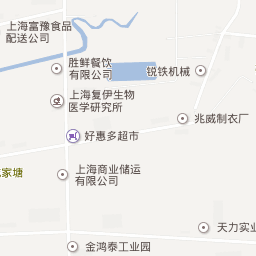 上海富豫食品
配送公司
胜鲜餐饮
有限公司
锐铁机械
上海复伊生物
医学研究所
兆威制衣厂
好惠多超市
家塘
上海商业储运
有限公司
天力实业
金鸿泰工业园